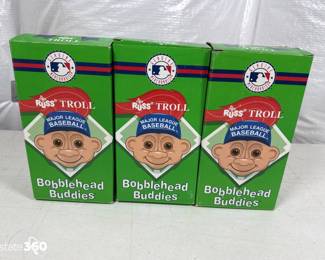 Russ TROLL
MAJOR LEAGUE
BASEBALL
Bobblehead
Buddies
Russ TROLL
MAJOR LEAGUE
BASEBALL
Bobblehead
Buddies
Russ TROLL
MAJOR LEAGUE
BASEBALL
Bobblehead
Buddies
estate360